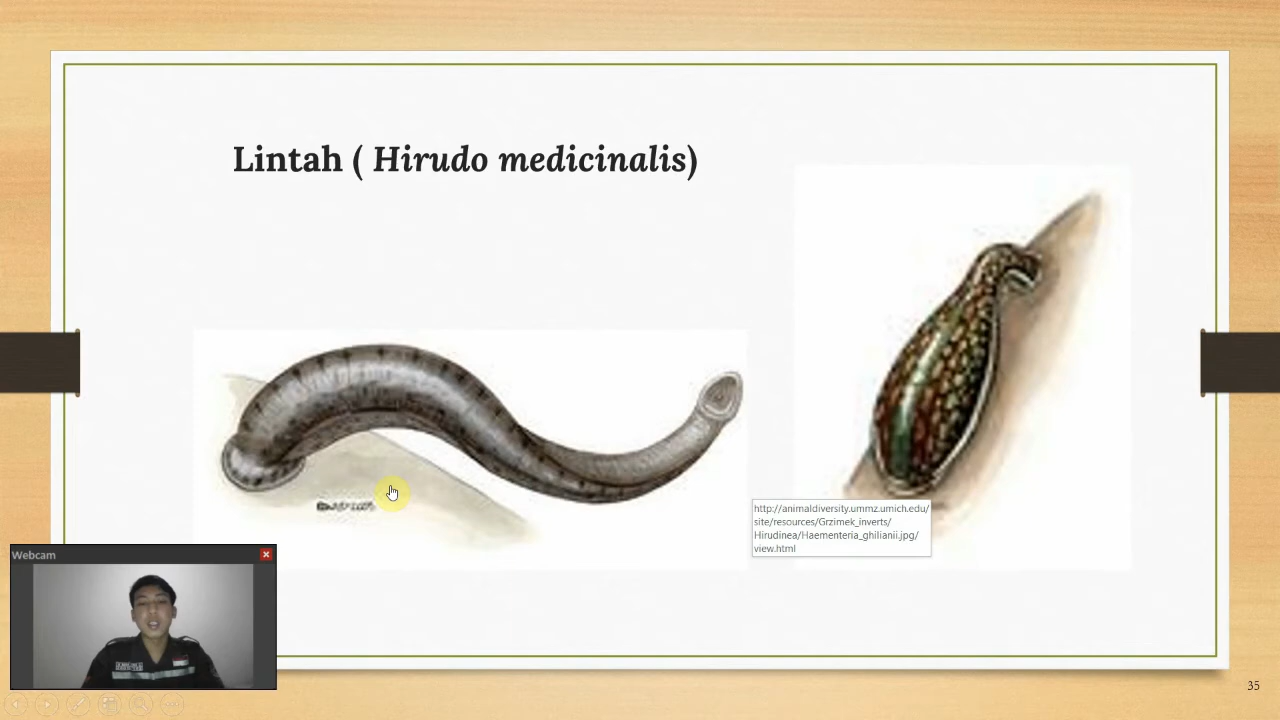 Lintah ( Hirudo medicinalis)
http://animaldiversity.ummz.umich.edu/
site/resources/Grzimek_inverts/
Hirudinea/Haementeria_ghilianii.jpg/
view.html
Webcam
35